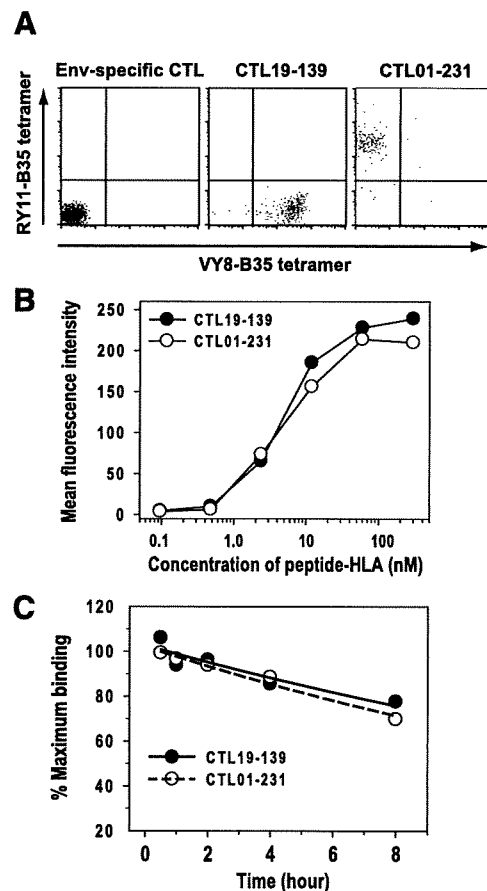 A
Env-specific CTL CTL19-139 CTL01-231
RY11-B35 tetramer
VY8-B35 tetramer
B
250
200
150
100
50
0
CTL19-139
CTL01-231
Mean fluorescence intensity
0.1 1.0 10 100
Concentration of peptide-HLA (nM)
C
120
100
80
60
40
20
% Maximum binding
CTL19-139
CTL01-231
0 2 4 6 8
Time (hour)